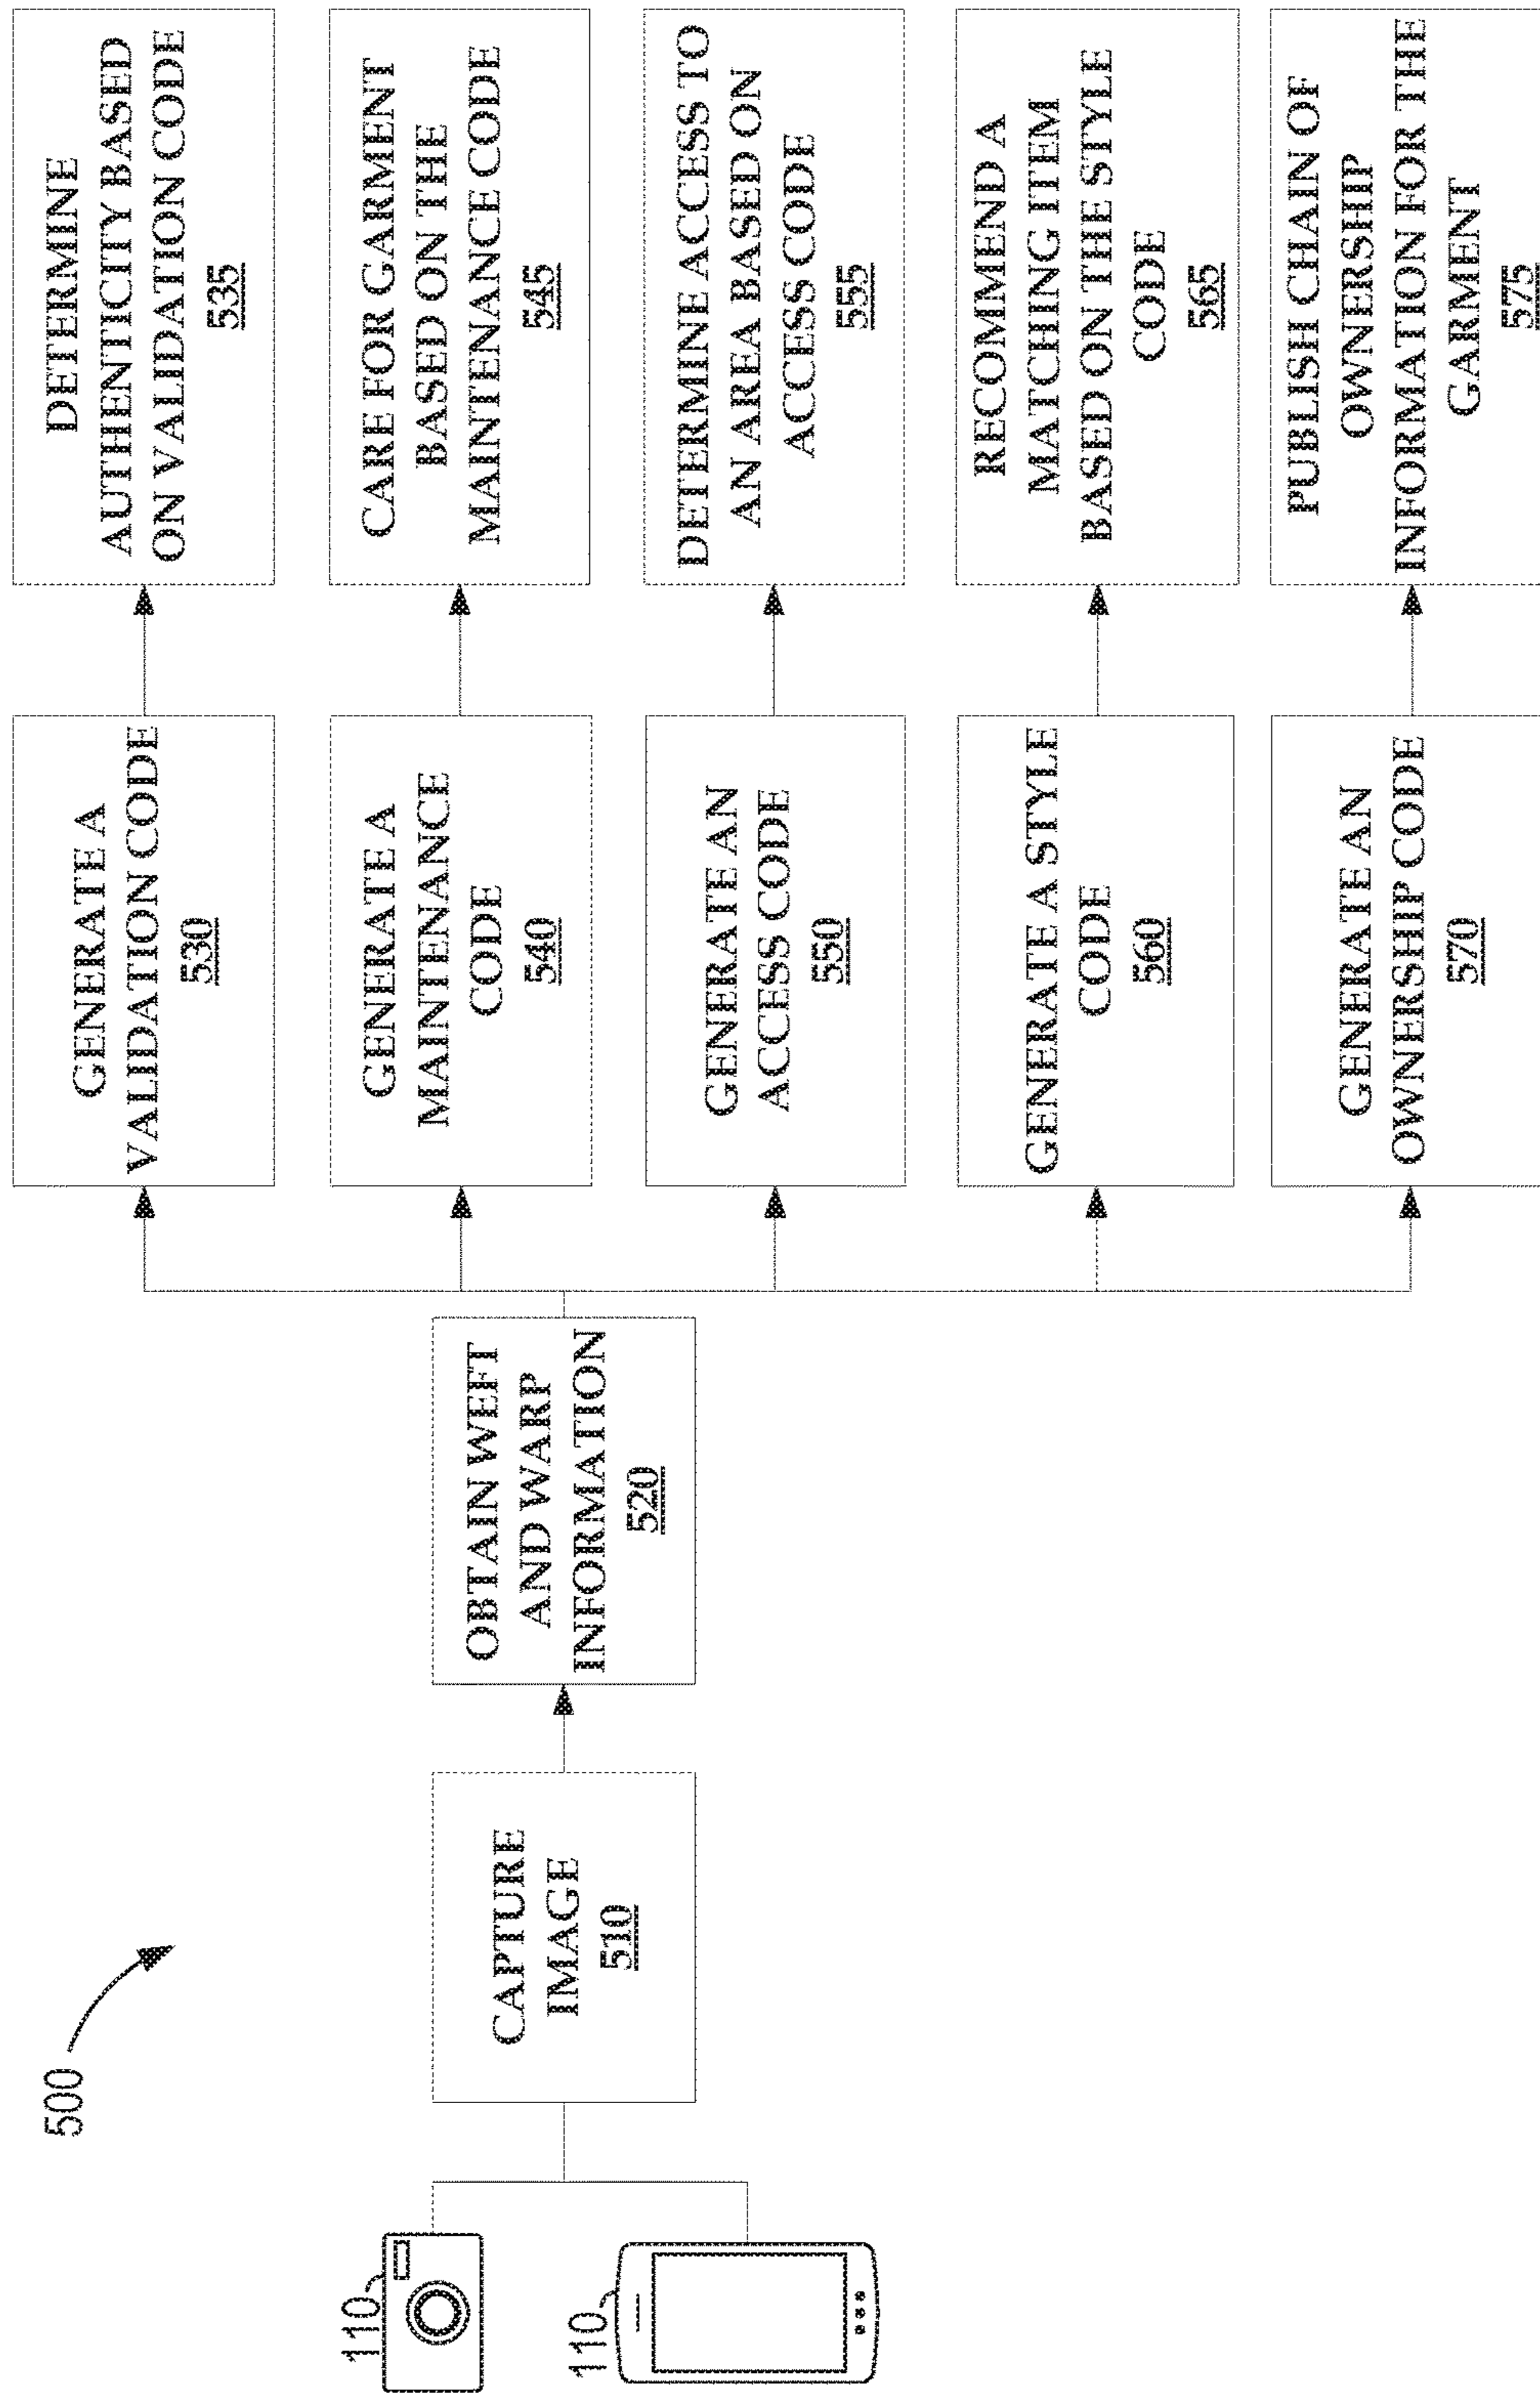 500
110
110
CAPTURE
IMAGE
510
OBTAIN WEFT
AND WARP
INFORMATION
520
GENERATE A
VALIDATION CODE
530
DETERMINE
AUTHENTICITY BASED
ON VALIDATION CODE
535
GENERATE A
MAINTENANCE
CODE
540
CARE FOR GARMENT
BASED ON THE
MAINTENANCE CODE
545
GENERATE AN
ACCESS CODE
550
DETERMINE ACCESS TO
AN AREA BASED ON
ACCESS CODE
555
GENERATE A STYLE
CODE
560
RECOMMEND A
MATCHING ITEM
BASED ON THE STYLE
CODE
565
GENERATE AN
OWNERSHIP CODE
570
PUBLISH CHAIN OF
OWNERSHIP
INFORMATION FOR THE
GARMENT
575